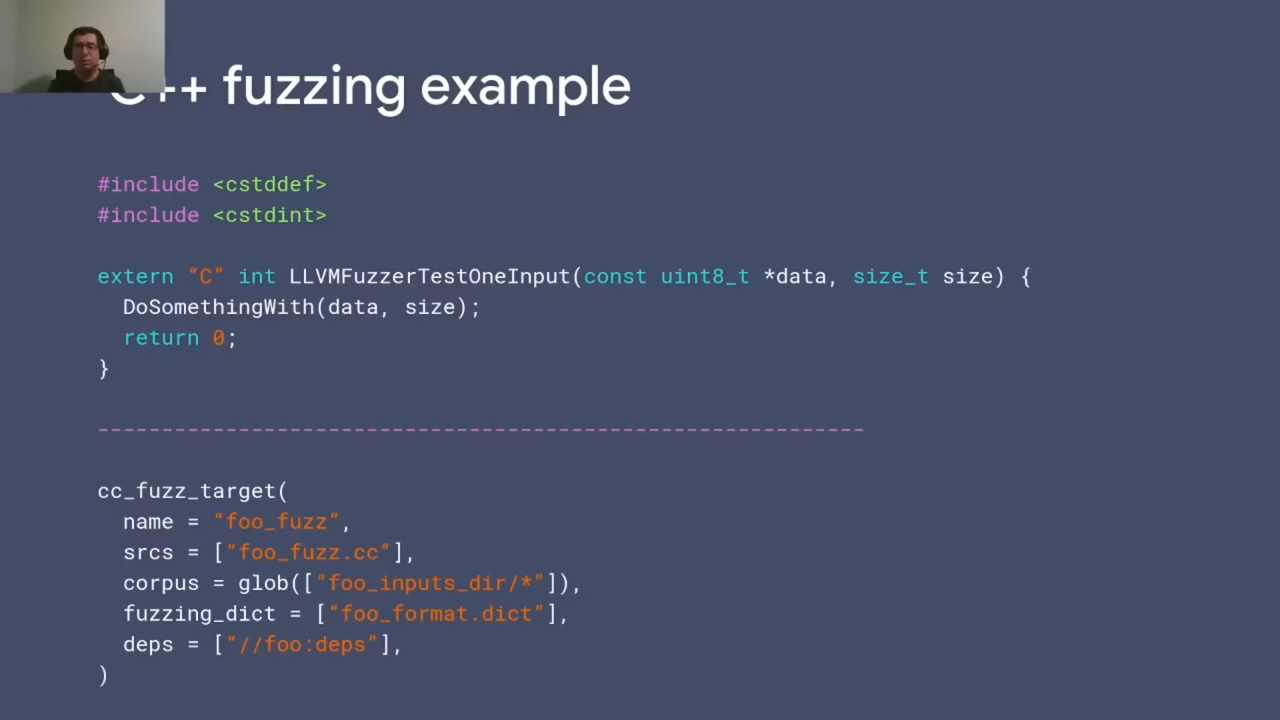 C++ fuzzing example
#include <cstddef>
#include <cstdint>
extern “C“ int LLVMFuzzerTestOneInput(const uint8_t *data, size_t size) {
DoSomethingWith(data, size);
return 0;
}
------------------------------------------------------------
cc_fuzz_target(
name = “foo_fuzz“,
srcs = [“foo_fuzz.cc“],
corpus = glob([“foo_inputs_dir/*“]),
fuzzing_dict = [“foo_format.dict“],
deps = [“//foo:deps“],
)